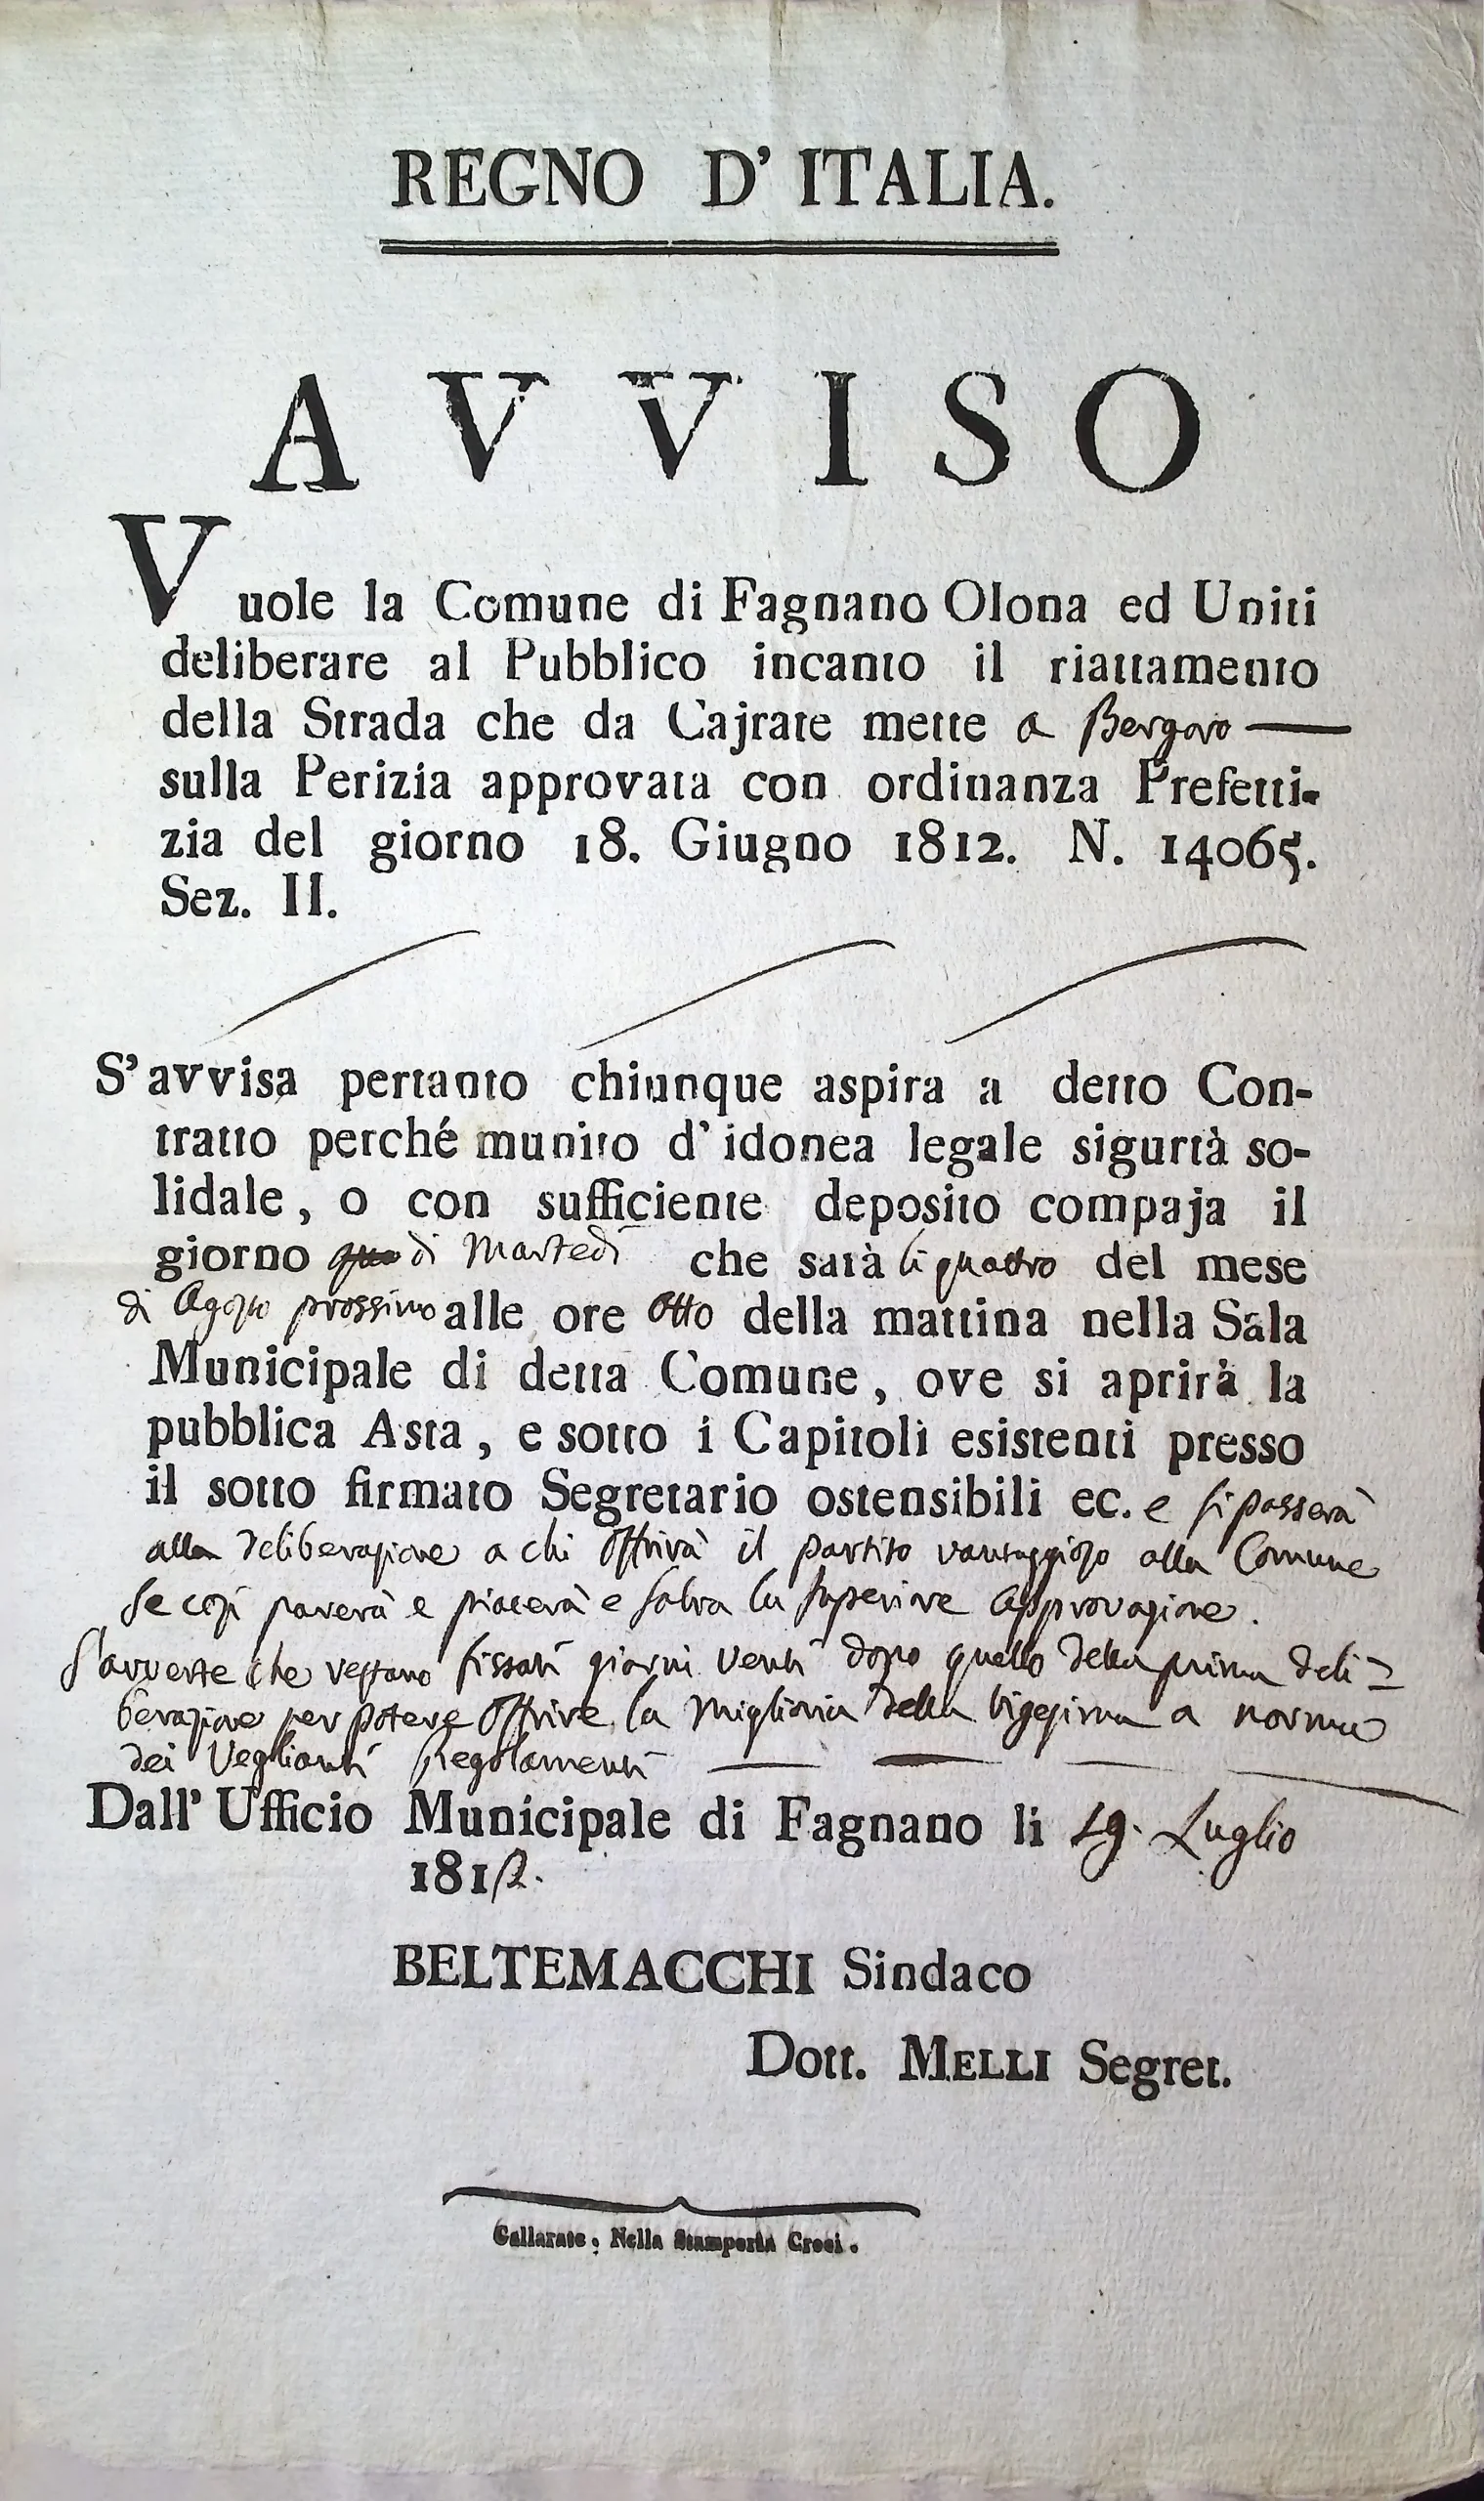 REGNO D' ITALIA.
AVVISO
Vuole la Comune di Fagnano Olona ed Uniti
deliberare al Pubblico incanto il riattamento
della Strada che da Cajrate mette a Bergoro
sulla Perizia approvata con ordinanza Prefetti-
zia del giorno 18. Giugno 1812. N. 14065.
Sez. II.
S'avvisa pertanto chiunque aspira a detto Con-
tratto perché munito d' idonea legale sigurtà so-
lidale, o con sufficiente deposito compaja il
giorno di Martedì che sarà li quattro del mese
di Agosto prossimo alle ore otto della mattina nella Sala
Municipale di detta Comune, ove si aprirà la
pubblica Asta, e sotto i Capitoli esistenti presso
il sotto firmato Segretario ostensibili ec. e si passerà
alla deliberazione a chi offrirà il partito vantaggioso alla Comune
se così parerà e piacerà e salva la superiore approvazione.
S'avverte che restano fissati giorni venti dopo quello della prima deli=
berazione per potere offrire la miglioria della vigesima a norma
dei Veglianti Regolamenti
Dall' Ufficio Municipale di Fagnano li 19. Luglio
1812.
BELTEMACCHI Sindaco
Dott. MELLI Segret.
Gallarate, Nella Stamperia Croci.